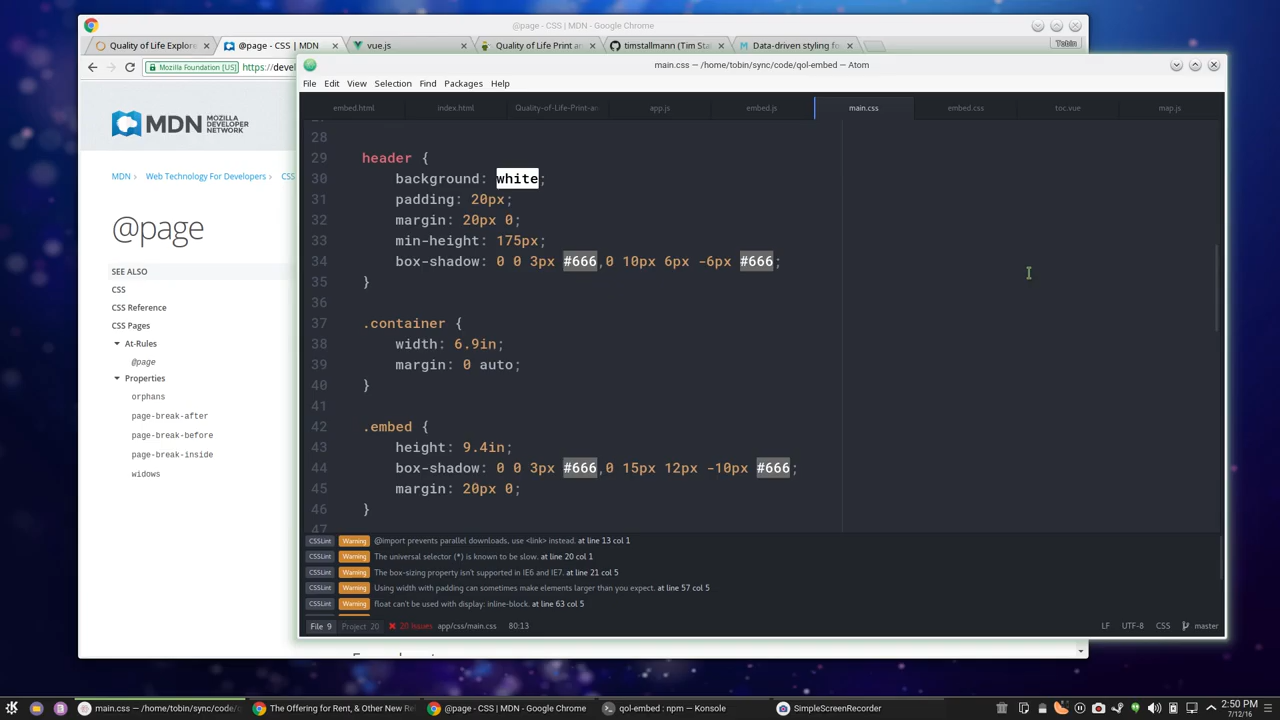 @page - CSS | MDN - Google Chrome
Quality of Life Explore
@page - CSS | MDN
vue.js
Quality of Life Print an
timstallmann (Tim Sta
Data-driven styling fo
Tobin
Mozilla Foundation [US]
https://devel
MDN
MOZILLA
DEVELOPER
NETWORK
MDN
Web Technology For Developers
CSS
@page
SEE ALSO
CSS
CSS Reference
CSS Pages
At-Rules
@page
Properties
orphans
page-break-after
page-break-before
page-break-inside
widows
main.css — /home/tobin/sync/code/qol-embed — Atom
File Edit View Selection Find Packages Help
embed.html
index.html
Quality-of-Life-Print-an
app.js
embed.js
main.css
embed.css
toc.vue
map.js
28
29 header {
30 background: white;
31 padding: 20px;
32 margin: 20px 0;
33 min-height: 175px;
34 box-shadow: 0 0 3px #666,0 10px 6px -6px #666;
35 }
36
37 .container {
38 width: 6.9in;
39 margin: 0 auto;
40 }
41
42 .embed {
43 height: 9.4in;
44 box-shadow: 0 0 3px #666,0 15px 12px -10px #666;
45 margin: 20px 0;
46 }
47
CSSLint Warning @import prevents parallel downloads, use <link> instead. at line 13 col 1
CSSLint Warning The universal selector (*) is known to be slow. at line 20 col 1
CSSLint Warning The box-sizing property isn't supported in IE6 and IE7. at line 21 col 5
CSSLint Warning Using width with padding can sometimes make elements larger than you expect. at line 57 col 5
CSSLint Warning float can't be used with display: inline-block. at line 63 col 5
File 9 Project 20 20 Issues app/css/main.css 80:13 LF UTF-8 CSS master
main.css — /home/tobin/sync/code/q
The Offering for Rent, & Other New Rel
@page - CSS | MDN - Google Chrome
qol-embed : npm — Konsole
SimpleScreenRecorder
2:50 PM
7/12/16